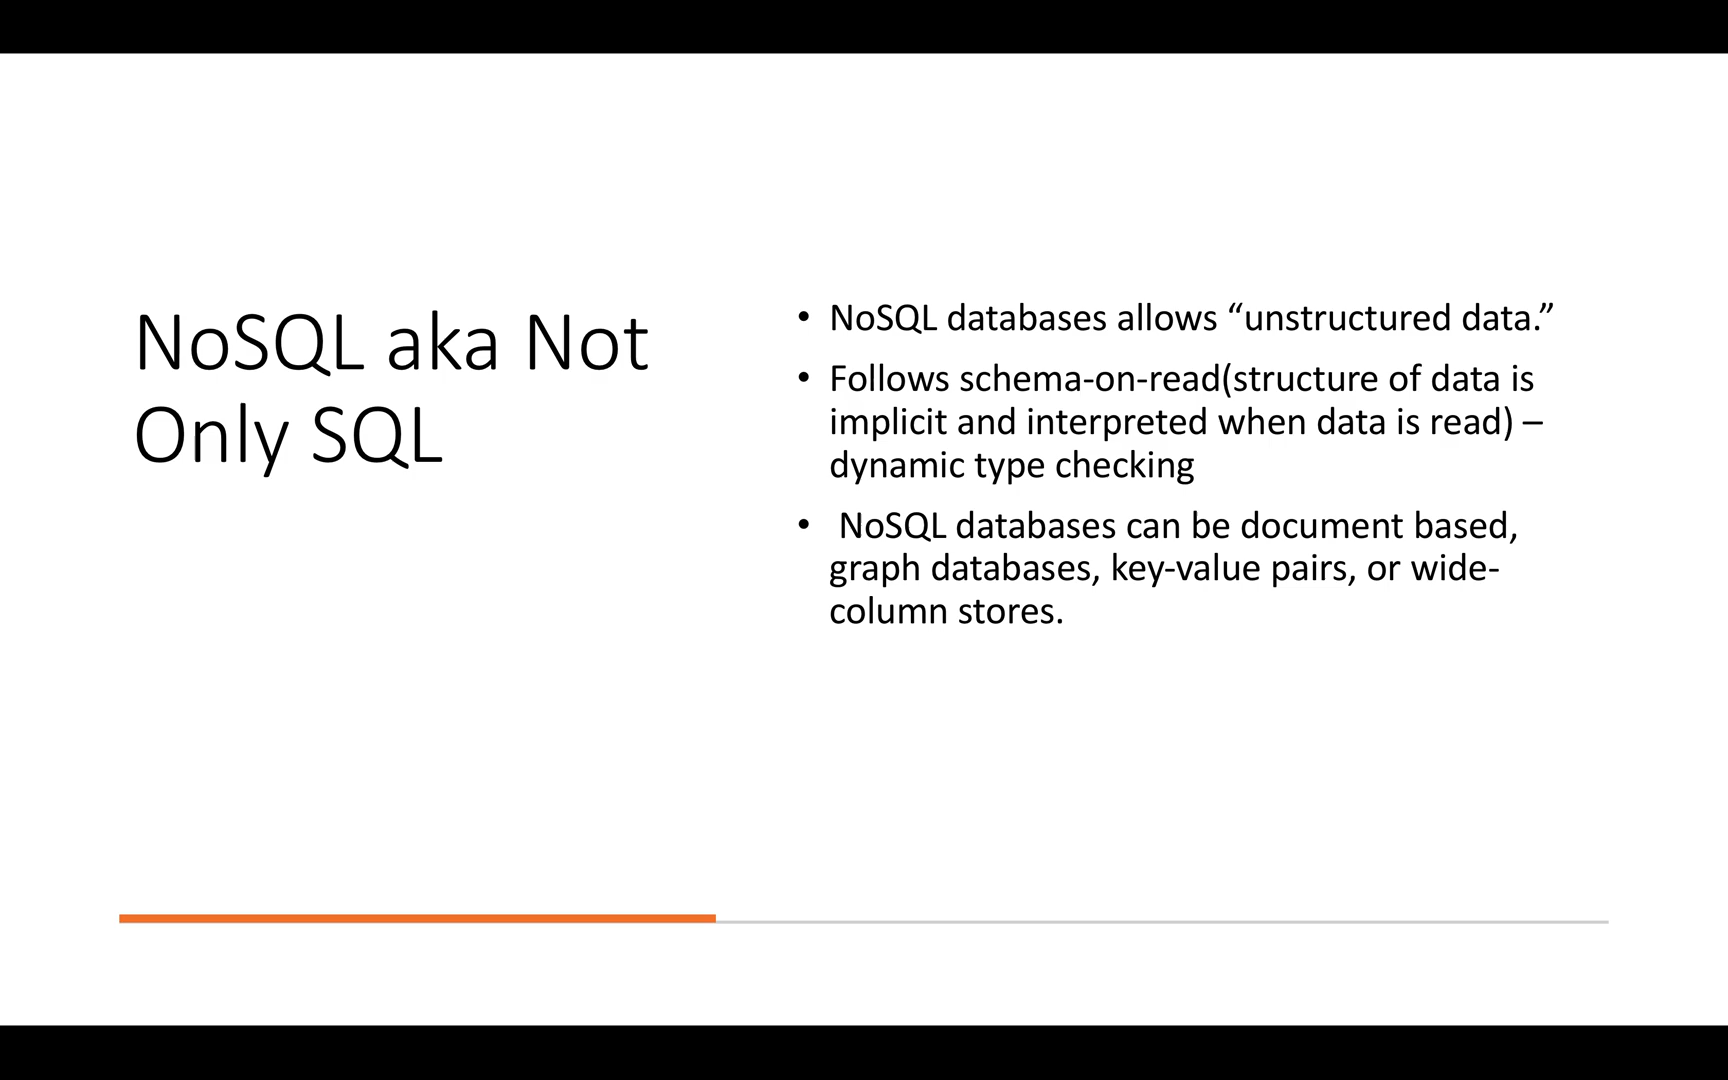 NoSQL aka Not
Only SQL
• NoSQL databases allows “unstructured data.”
• Follows schema-on-read(structure of data is
implicit and interpreted when data is read) –
dynamic type checking
• NoSQL databases can be document based,
graph databases, key-value pairs, or wide-
column stores.